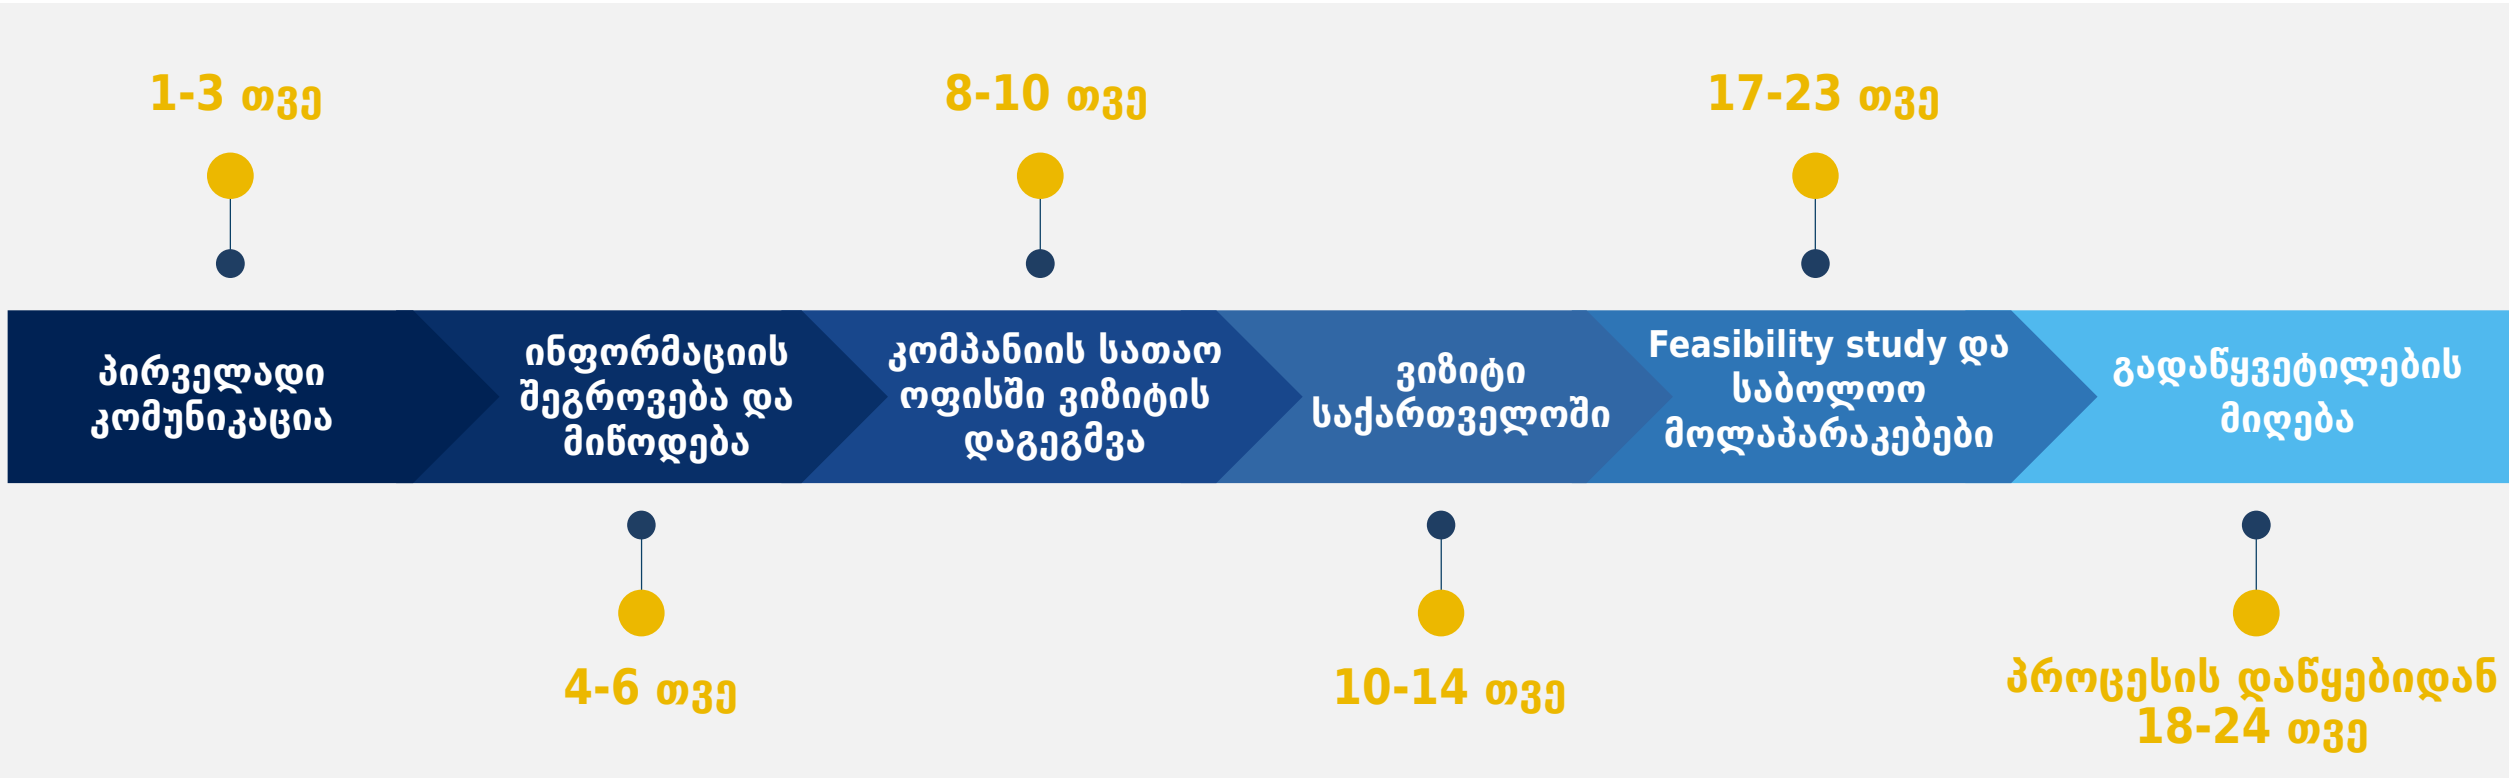 1-3 თვე
8-10 თვე
17-23 თვე
პირველადი
კომუნიკაცია
ინფორმაციის
შეგროვება და
მიწოდება
კომპანიის სათაო
ოფისში ვიზიტის
დაგეგმვა
ვიზიტი
საქართველოში
Feasibility study და
საბოლოო
მოლაპარაკებები
გადაწყვეტილების
მიღება
4-6 თვე
10-14 თვე
პროცესის დაწყებიდან
18-24 თვე